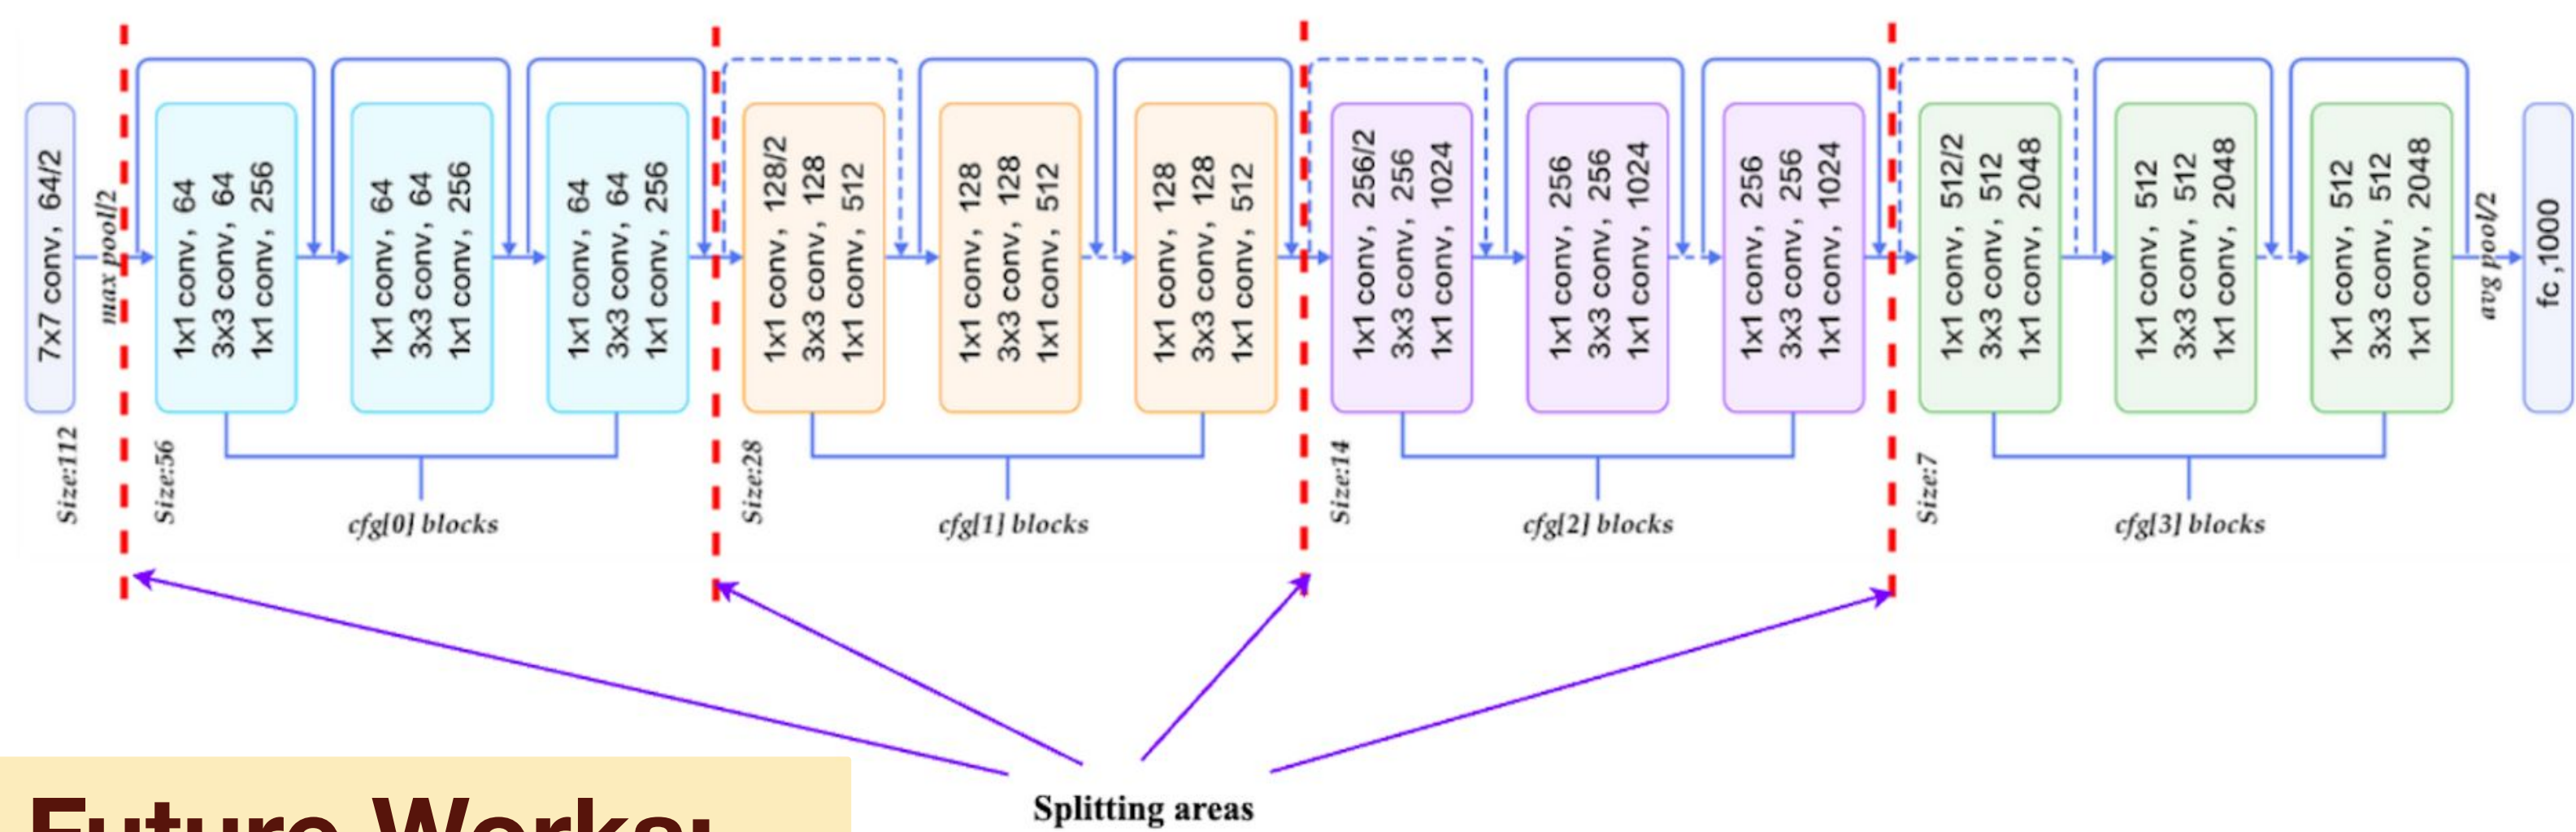 7x7 conv, 64/2
max pool/2
1x1 conv, 64
3x3 conv, 64
1x1 conv, 256
1x1 conv, 64
3x3 conv, 64
1x1 conv, 256
1x1 conv, 64
3x3 conv, 64
1x1 conv, 256
1x1 conv, 128/2
3x3 conv, 128
1x1 conv, 512
1x1 conv, 128
3x3 conv, 128
1x1 conv, 512
1x1 conv, 128
3x3 conv, 128
1x1 conv, 512
1x1 conv, 256/2
3x3 conv, 256
1x1 conv, 1024
1x1 conv, 256
3x3 conv, 256
1x1 conv, 1024
1x1 conv, 256
3x3 conv, 256
1x1 conv, 1024
1x1 conv, 512/2
3x3 conv, 512
1x1 conv, 2048
1x1 conv, 512
3x3 conv, 512
1x1 conv, 2048
1x1 conv, 512
3x3 conv, 512
1x1 conv, 2048
avg pool/2
fc ,1000
Size:112
Size:56
cfg[0] blocks
Size:28
cfg[1] blocks
Size:14
cfg[2] blocks
Size:7
cfg[3] blocks
Splitting areas
Future Works: